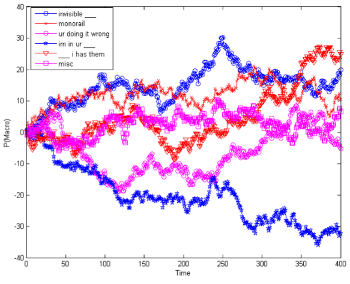 40
30
20
10
0
-10
-20
-30
-40
P(Macro)
invisible ___
monorail
ur doing it wrong
im in ur ___
___ i has them
misc
0 50 100 150 200 250 300 350 400
Time